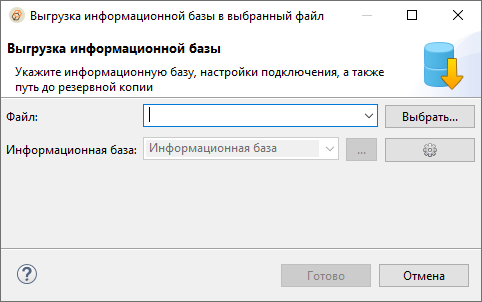 Выгрузка информационной базы в выбранный файл
Выгрузка информационной базы
Укажите информационную базу, настройки подключения, а также
путь до резервной копии
Файл:
Выбрать...
Информационная база:
Информационная база
...
?
Готово
Отмена